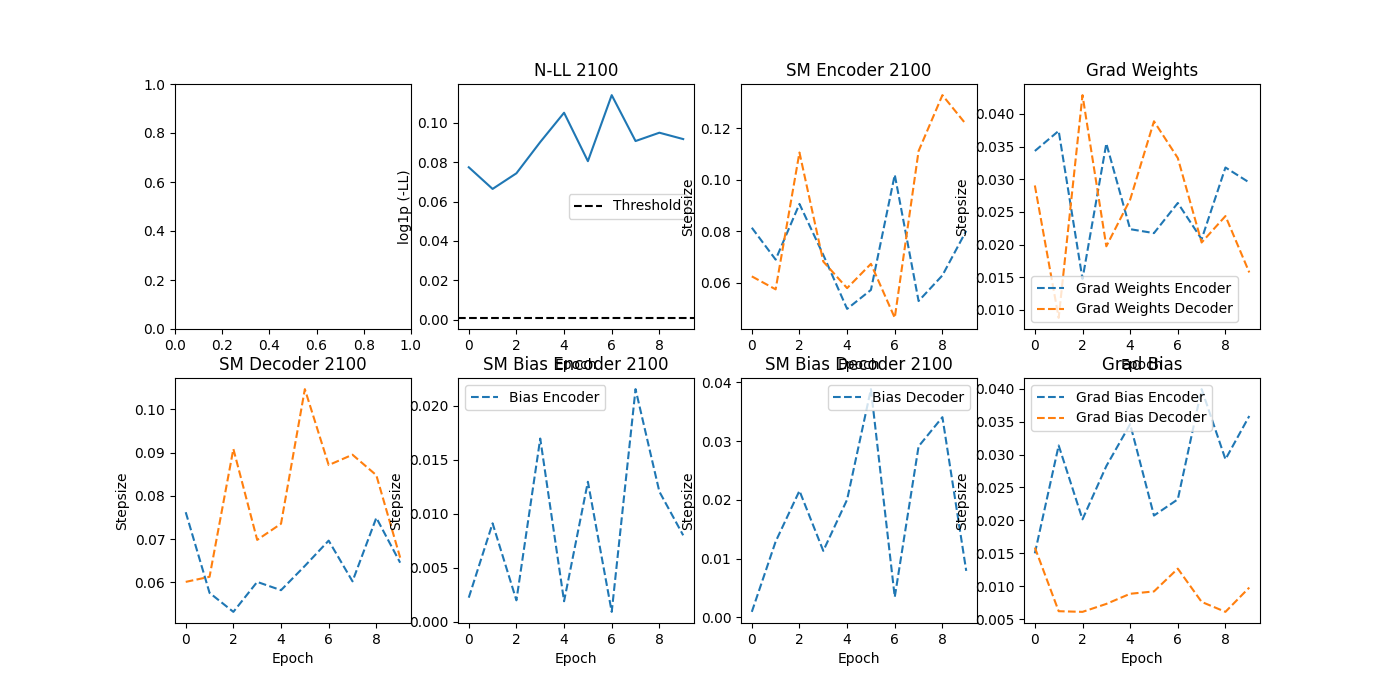 N-LL 2100
SM Encoder 2100
Grad Weights
1.0
0.8
0.6
0.4
0.2
0.0
0.0 0.2 0.4 0.6 0.8 1.0
log1p (-LL)
0.10
0.08
0.06
0.04
0.02
0.00
Threshold
0 2 4 6 8
Epoch
Stepsize
0.12
0.10
0.08
0.06
0 2 4 6 8
Epoch
Stepsize
0.040
0.035
0.030
0.025
0.020
0.015
0.010
Grad Weights Encoder
Grad Weights Decoder
0 2 4 6 8
Epoch
SM Decoder 2100
SM Bias Encoder 2100
SM Bias Decoder 2100
Grad Bias
Stepsize
0.10
0.09
0.08
0.07
0.06
0 2 4 6 8
Epoch
Stepsize
0.020
0.015
0.010
0.005
0.000
Bias Encoder
0 2 4 6 8
Epoch
Stepsize
0.04
0.03
0.02
0.01
0.00
Bias Decoder
0 2 4 6 8
Epoch
Stepsize
0.040
0.035
0.030
0.025
0.020
0.015
0.010
0.005
Grad Bias Encoder
Grad Bias Decoder
0 2 4 6 8
Epoch